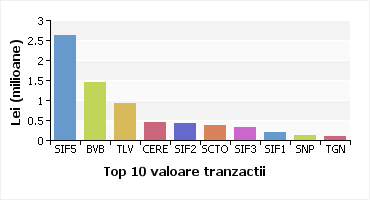 3
2.5
2
1.5
1
0.5
0
Lei (milioane)
SIF5 BVB TLV CERE SIF2 SCTO SIF3 SIF1 SNP TGN
Top 10 valoare tranzactii